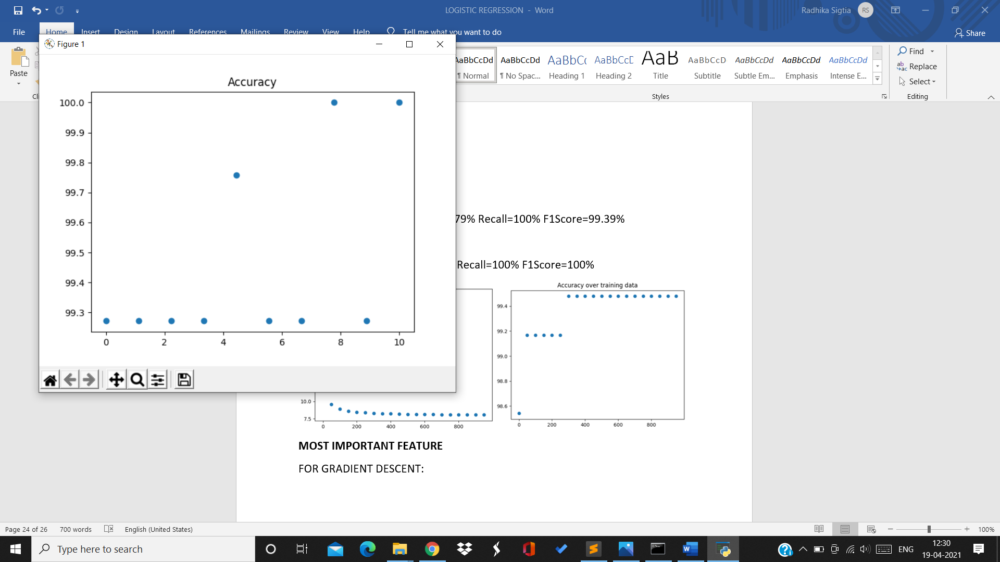 LOGISTIC REGRESSION - Word
Radhika Sigtia RS
File Home Insert Design Layout References Mailings Review View Help Tell me what you want to do
Share
Figure 1
Paste
AaBbCcDd AaBbCcDd AaBbC AaBbCcD AaB AaBbCcD AaBbCcDd AaBbCcDd AaBbCcDd
¶ Normal ¶ No Spac... Heading 1 Heading 2 Title Subtitle Subtle Em... Emphasis Intense E...
Styles
Find
Replace
Select
Editing
Accuracy
100.0
99.9
99.8
99.7
99.6
99.5
99.4
99.3
0 2 4 6 8 10
79% Recall=100% F1Score=99.39%
Recall=100% F1Score=100%
Accuracy over training data
99.4
99.2
99.0
98.8
98.6
0 200 400 600 800
10.0
7.5
0 200 400 600 800
MOST IMPORTANT FEATURE
FOR GRADIENT DESCENT:
Page 24 of 26 700 words English (United States) 100%
Type here to search
ENG
12:30
19-04-2021